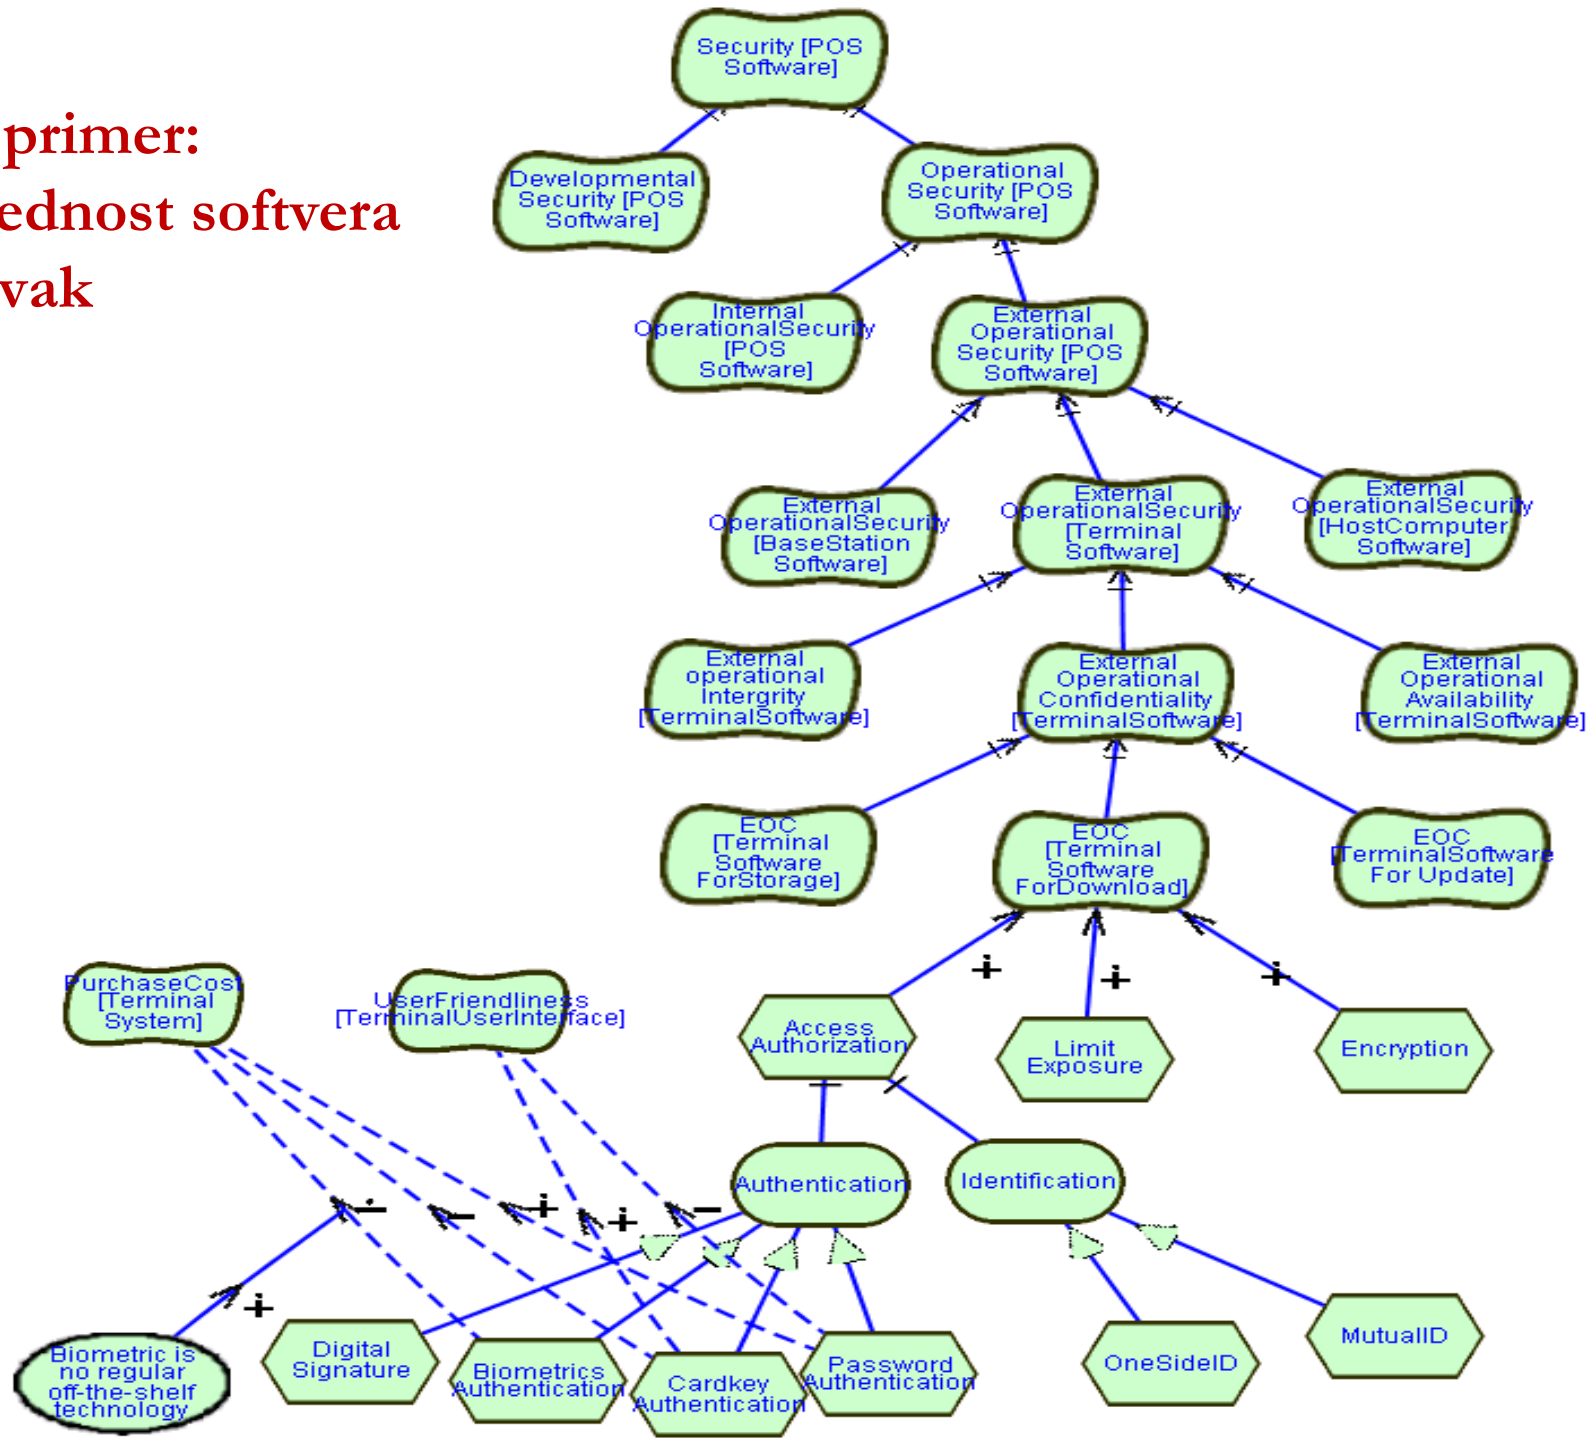 primer:
ednost softvera
vak
Security [POS
Software]
Developmental
Security [POS
Software]
Operational
Security [POS
Software]
Internal
OperationalSecurity
[POS
Software]
External
Operational
Security [POS
Software]
External
OperationalSecurity
[BaseStation
Software]
External
OperationalSecurity
[Terminal
Software]
External
OperationalSecurity
[HostComputer
Software]
External
operational
Intergrity
[TerminalSoftware]
External
Operational
Confidentiality
[TerminalSoftware]
External
Operational
Availability
[TerminalSoftware]
EOC
[Terminal
Software
ForStorage]
EOC
[Terminal
Software
ForDownload]
EOC
[TerminalSoftware
For Update]
PurchaseCost
[Terminal
System]
UserFriendliness
[TerminalUserInterface]
Access
Authorization
Limit
Exposure
Encryption
+
+
+
Authentication
Identification
-
-
+
+
-
+
Biometric is
no regular
off-the-shelf
technology
Digital
Signature
Biometrics
Authentication
Cardkey
Authentication
Password
Authentication
OneSideID
MutualID